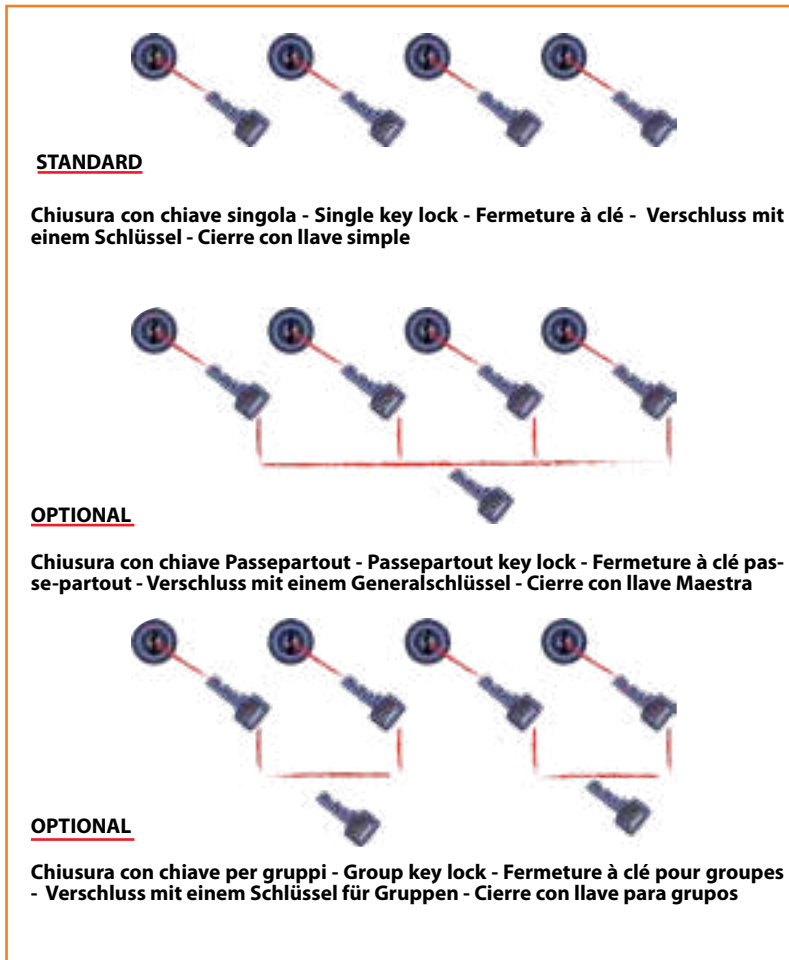 STANDARD
Chiusura con chiave singola - Single key lock - Fermeture à clé - Verschluss mit
einem Schlüssel - Cierre con llave simple
OPTIONAL
Chiusura con chiave Passepartout - Passepartout key lock - Fermeture à clé pas-
se-partout - Verschluss mit einem Generalschlüssel - Cierre con llave Maestra
OPTIONAL
Chiusura con chiave per gruppi - Group key lock - Fermeture à clé pour groupes
- Verschluss mit einem Schlüssel für Gruppen - Cierre con llave para grupos